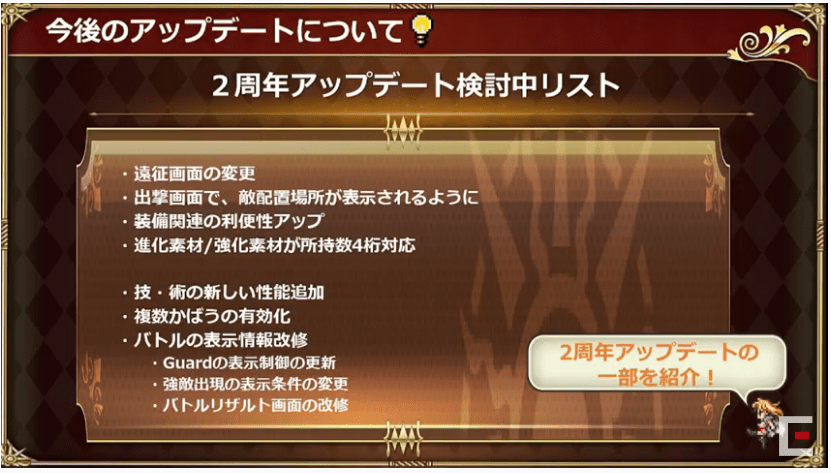 今後のアップデートについて
2周年アップデート検討中リスト
・遠征画面の変更
・出撃画面で、敵配置場所が表示されるように
・装備関連の利便性アップ
・進化素材/強化素材が所持数4桁対応
・技・術の新しい性能追加
・複数かばうの有効化
・バトルの表示情報改修
・Guardの表示制御の更新
・強敵出現の表示条件の変更
・バトルリザルト画面の改修
2周年アップデートの
一部を紹介！